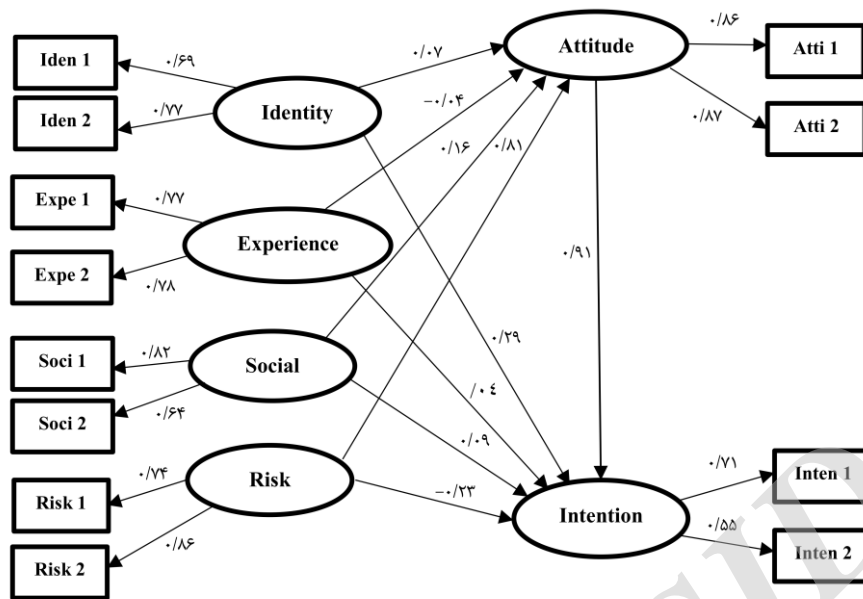 Iden 1
Iden 2
Expe 1
Expe 2
Soci 1
Soci 2
Risk 1
Risk 2
۰/۶۹
۰/۷۷
۰/۷۷
۰/۷۸
۰/۸۲
۰/۶۴
۰/۷۴
۰/۸۶
Identity
Experience
Social
Risk
۰/۰۷
−۰/۰۴
۰/۱۶
۰/۸۱
۰/۲۹
/۰٤
۰/۰۹
−۰/۲۳
Attitude
۰/۹۱
Intention
۰/۸۶
۰/۸۷
۰/۷۱
۰/۵۵
Atti 1
Atti 2
Inten 1
Inten 2
SID